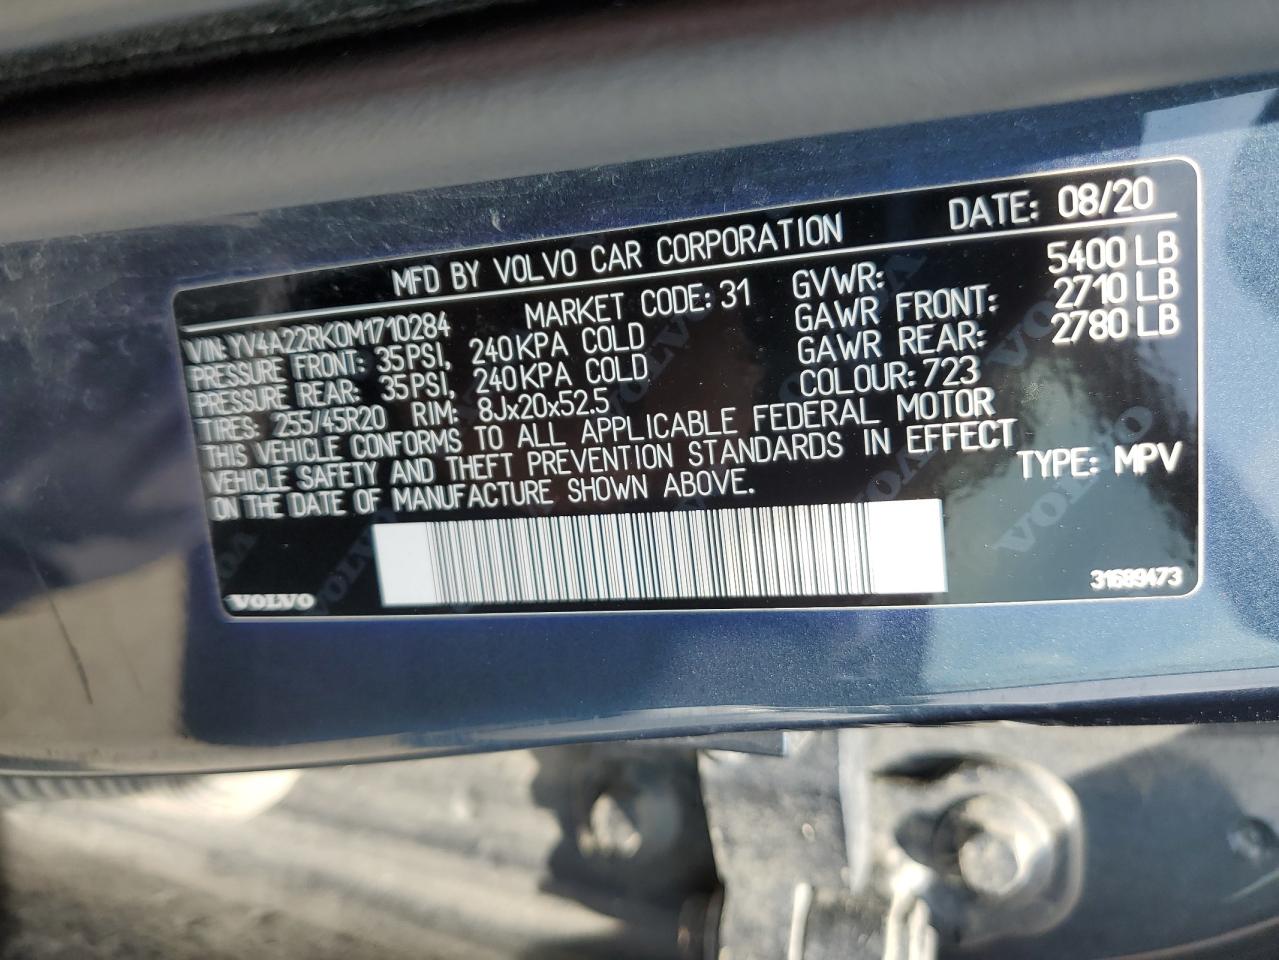 MFD BY VOLVO CAR CORPORATION DATE: 08/20
VIN: YV4A22RK0M1710284 MARKET CODE: 31 GVWR: 5400 LB
PRESSURE FRONT: 35PSI, 240KPA COLD GAWR FRONT: 2710 LB
PRESSURE REAR: 35PSI, 240KPA COLD GAWR REAR: 2780 LB
TIRES: 255/45R20 RIM: 8Jx20x52.5 COLOUR: 723
THIS VEHICLE CONFORMS TO ALL APPLICABLE FEDERAL MOTOR
VEHICLE SAFETY AND THEFT PREVENTION STANDARDS IN EFFECT
ON THE DATE OF MANUFACTURE SHOWN ABOVE. TYPE: MPV
VOLVO 31689473